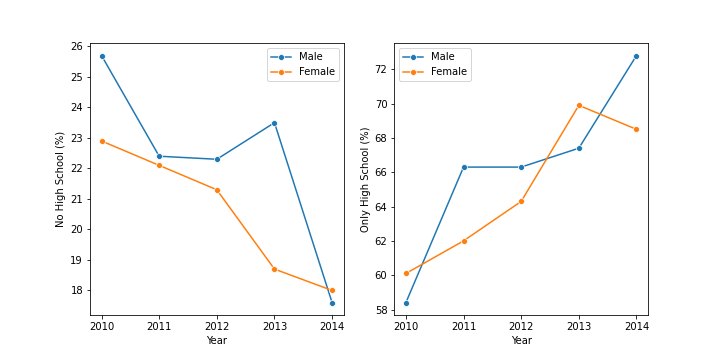 No High School (%)
26
25
24
23
22
21
20
19
18
2010 2011 2012 2013 2014
Year
Male
Female
Only High School (%)
72
70
68
66
64
62
60
58
2010 2011 2012 2013 2014
Year
Male
Female